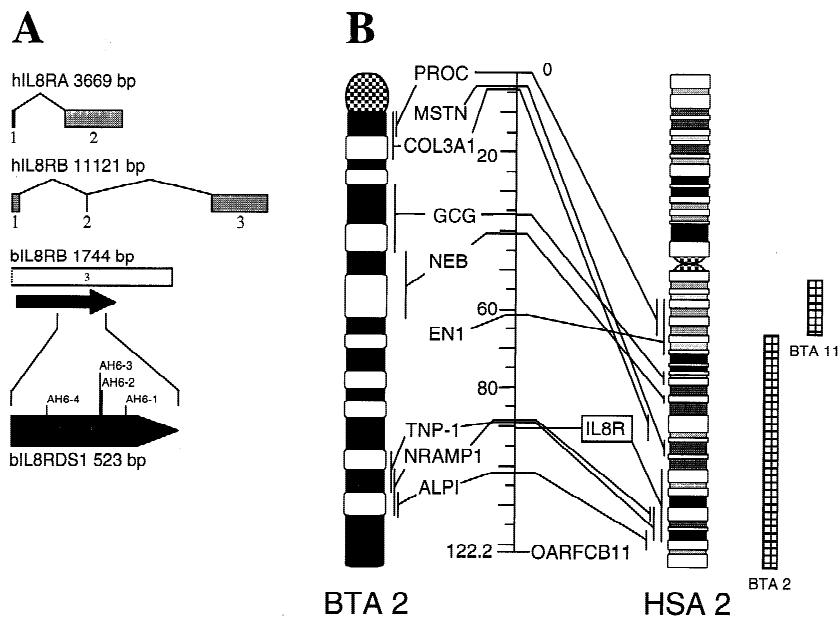 A
hIL8RA 3669 bp
1 2
hIL8RB 11121 bp
1 2 3
bIL8RB 1744 bp
3
AH6-3
AH6-2
AH6-4 AH6-1
bIL8RDS1 523 bp
B
PROC 0
MSTN
COL3A1 20
GCG
NEB
60
EN1
80
TNP-1 IL8R
NRAMP1
ALPI
122.2 OARFCB11
BTA 2 HSA 2
BTA 11
BTA 2